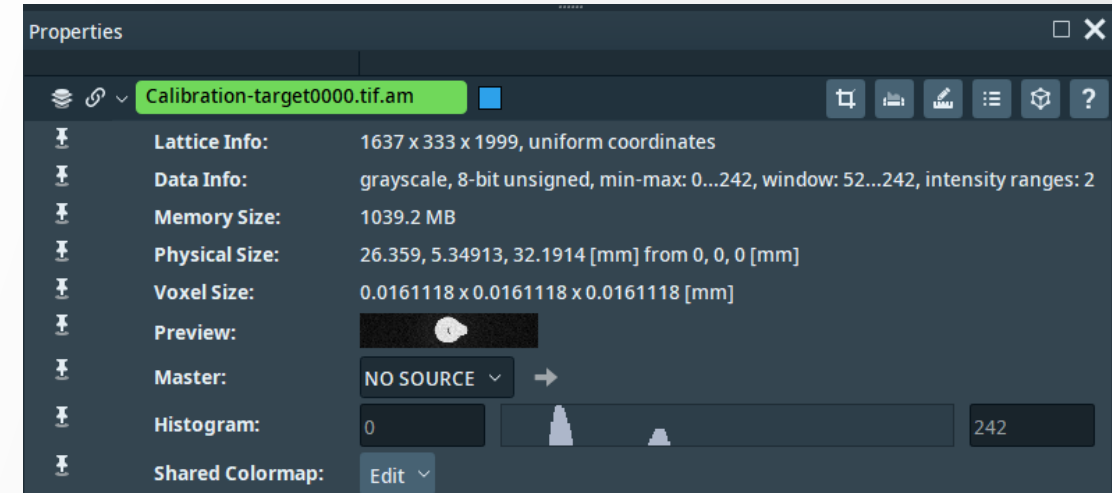 Properties
Calibration-target0000.tif.am
?
Lattice Info: 1637 x 333 x 1999, uniform coordinates
Data Info: grayscale, 8-bit unsigned, min-max: 0...242, window: 52...242, intensity ranges: 2
Memory Size: 1039.2 MB
Physical Size: 26.359, 5.34913, 32.1914 [mm] from 0, 0, 0 [mm]
Voxel Size: 0.0161118 x 0.0161118 x 0.0161118 [mm]
Preview:
Master: NO SOURCE
Histogram: 0 242
Shared Colormap: Edit